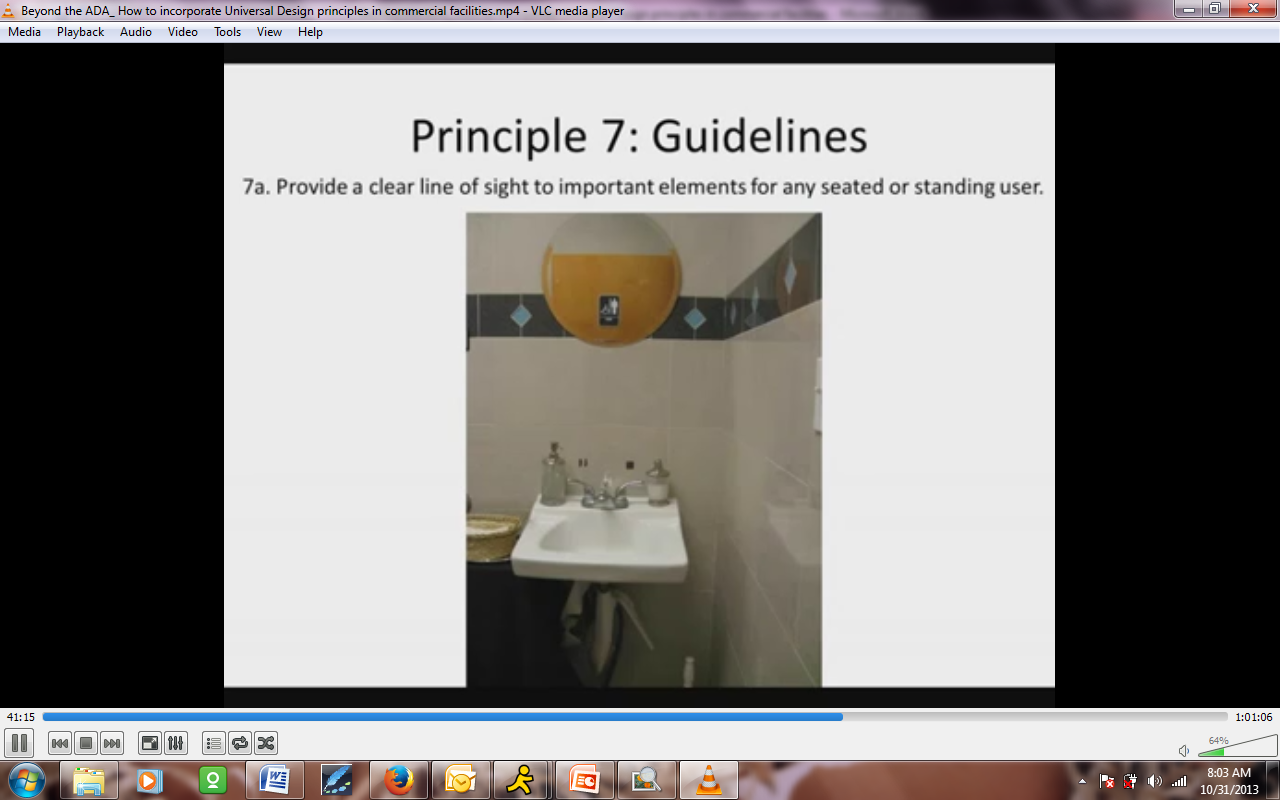 Beyond the ADA_ How to incorporate Universal Design principles in commercial facilities.mp4 - VLC media player
Media Playback Audio Video Tools View Help
Principle 7: Guidelines
7a. Provide a clear line of sight to important elements for any seated or standing user.
41:15
1:01:06
64%
8:03 AM
10/31/2013